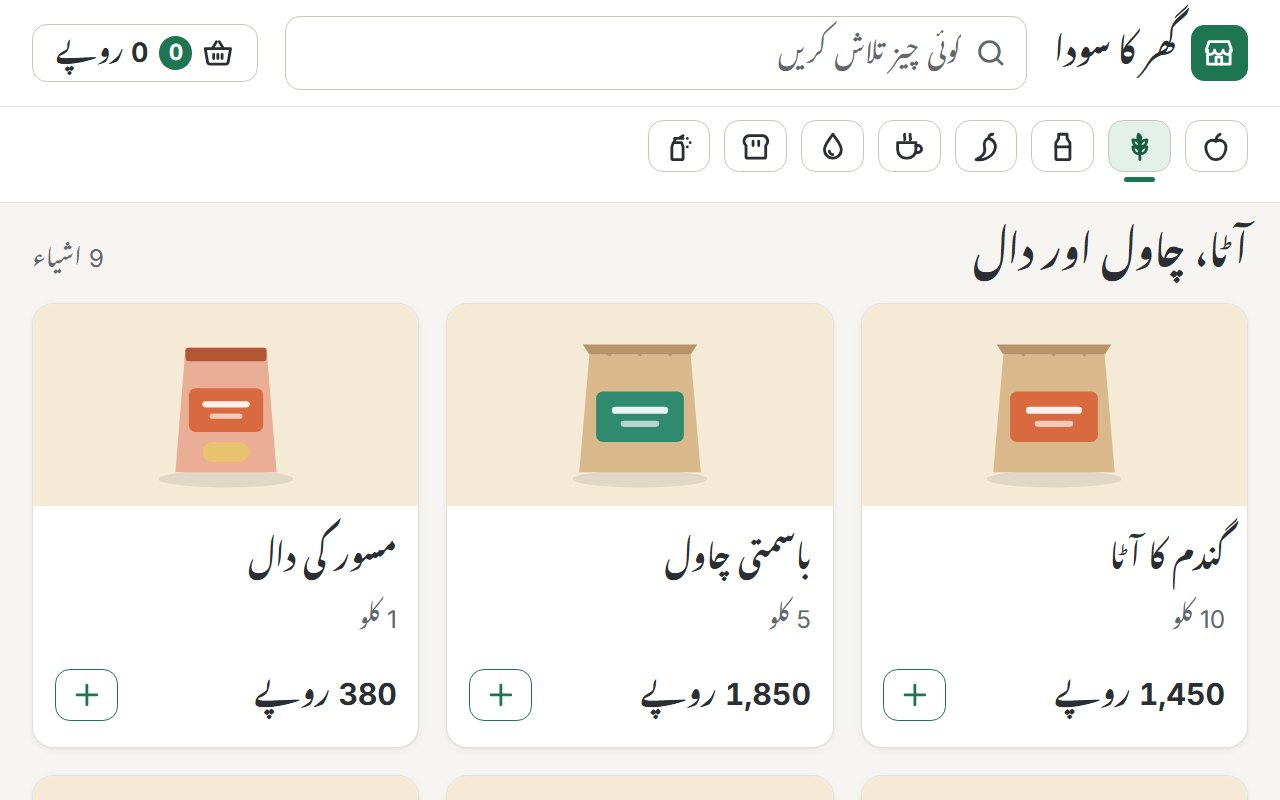 گھر کا سودا
کوئی چیز تلاش کریں
0
0 روپے
آٹا، چاول اور دال
9 اشیاء
گندم کا آٹا
10 کلو
1,450 روپے
باسمتی چاول
5 کلو
1,850 روپے
مسور کی دال
1 کلو
380 روپے